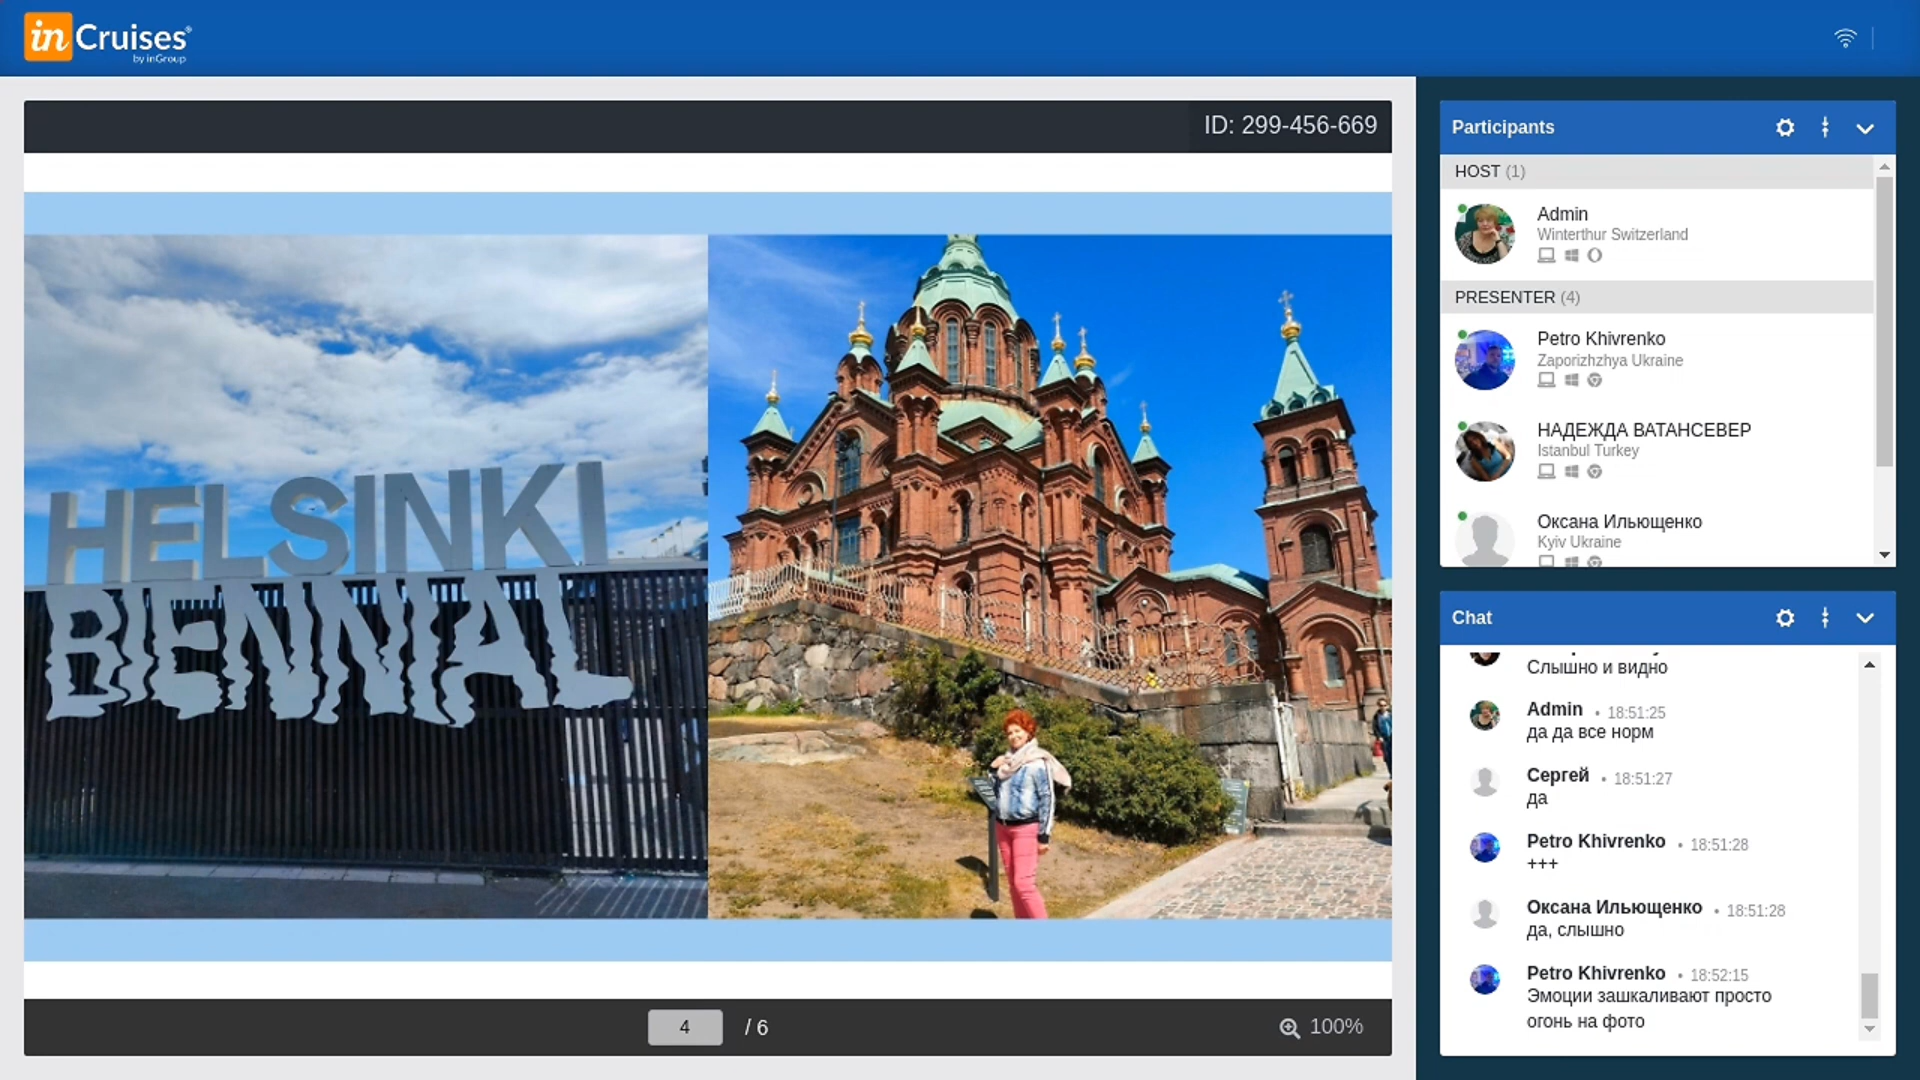 in Cruises®
by inGroup
ID: 299-456-669
HELSINKI
BIENNIAL
4 / 6
100%
Participants
HOST (1)
Admin
Winterthur Switzerland
PRESENTER (4)
Petro Khivrenko
Zaporizhzhya Ukraine
НАДЕЖДА ВАТАНСЕВЕР
Istanbul Turkey
Оксана Ильющенко
Kyiv Ukraine
Chat
Слышно и видно
Admin • 18:51:25
да да все норм
Сергей • 18:51:27
да
Petro Khivrenko • 18:51:28
+++
Оксана Ильющенко • 18:51:28
да, слышно
Petro Khivrenko • 18:52:15
Эмоции зашкаливают просто
огонь на фото